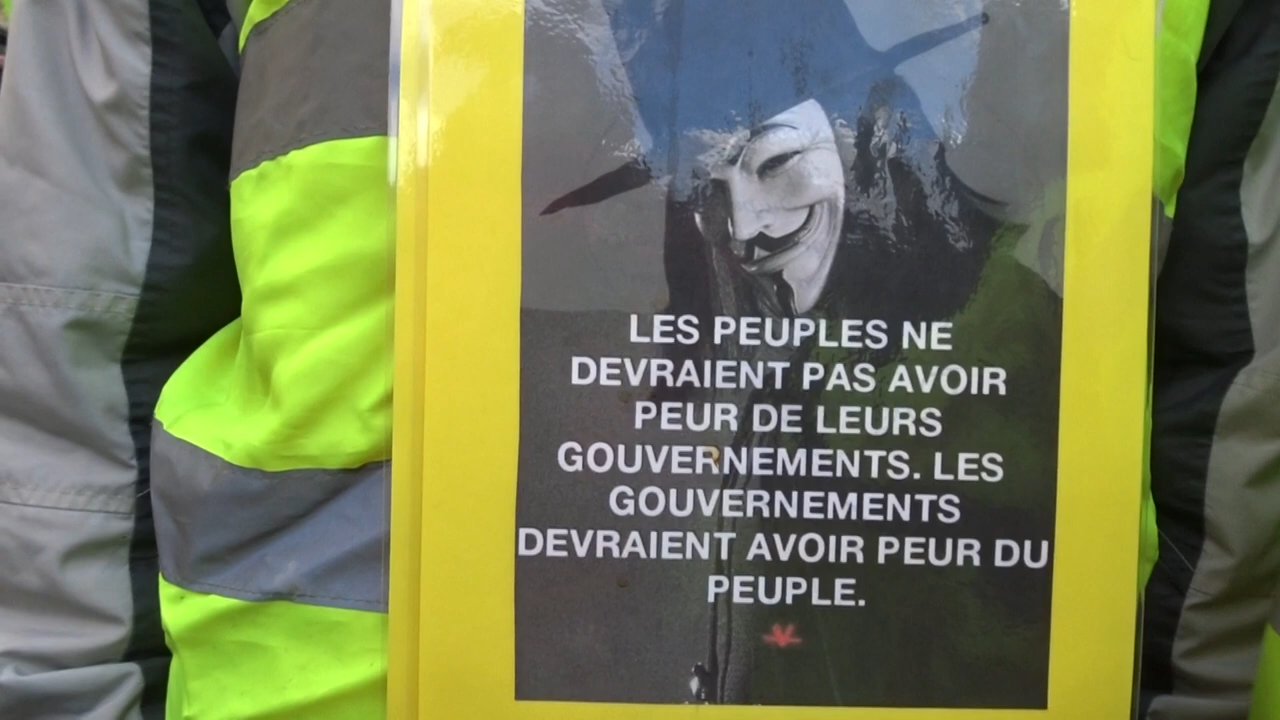 LES PEUPLES NE
DEVRAIENT PAS AVOIR
PEUR DE LEURS
GOUVERNEMENTS. LES
GOUVERNEMENTS
DEVRAIENT AVOIR PEUR DU
PEUPLE.